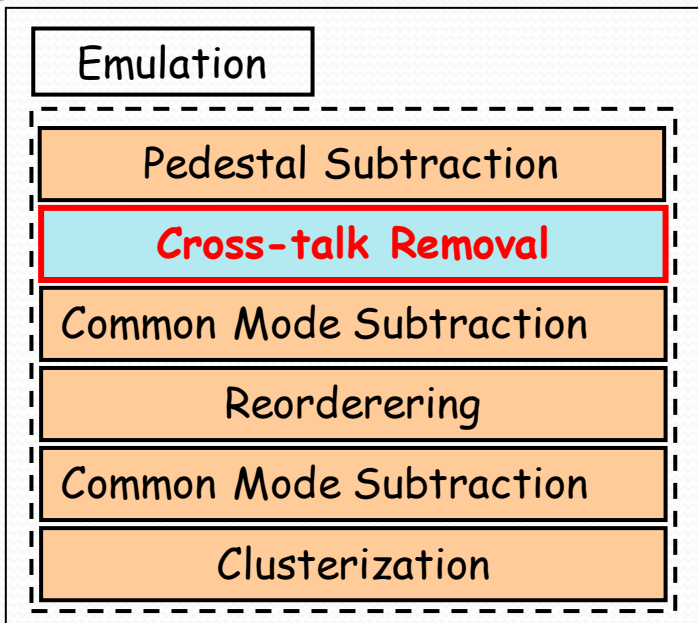 Emulation
Pedestal Subtraction
Cross-talk Removal
Common Mode Subtraction
Reorderering
Common Mode Subtraction
Clusterization